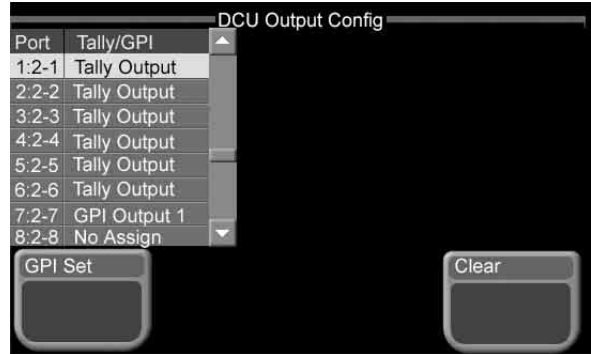 DCU Output Config
Port Tally/GPI
1:2-1 Tally Output
2:2-2 Tally Output
3:2-3 Tally Output
4:2-4 Tally Output
5:2-5 Tally Output
6:2-6 Tally Output
7:2-7 GPI Output 1
8:2-8 No Assign
GPI Set
Clear